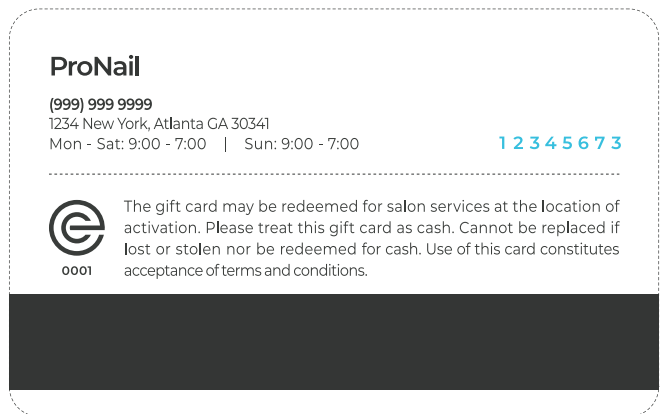 ProNail
(999) 999 9999
1234 New York, Atlanta GA 30341
Mon - Sat: 9:00 - 7:00 | Sun: 9:00 - 7:00
1 2 3 4 5 6 7 3
The gift card may be redeemed for salon services at the location of
activation. Please treat this gift card as cash. Cannot be replaced if
lost or stolen nor be redeemed for cash. Use of this card constitutes
acceptance of terms and conditions.
0001